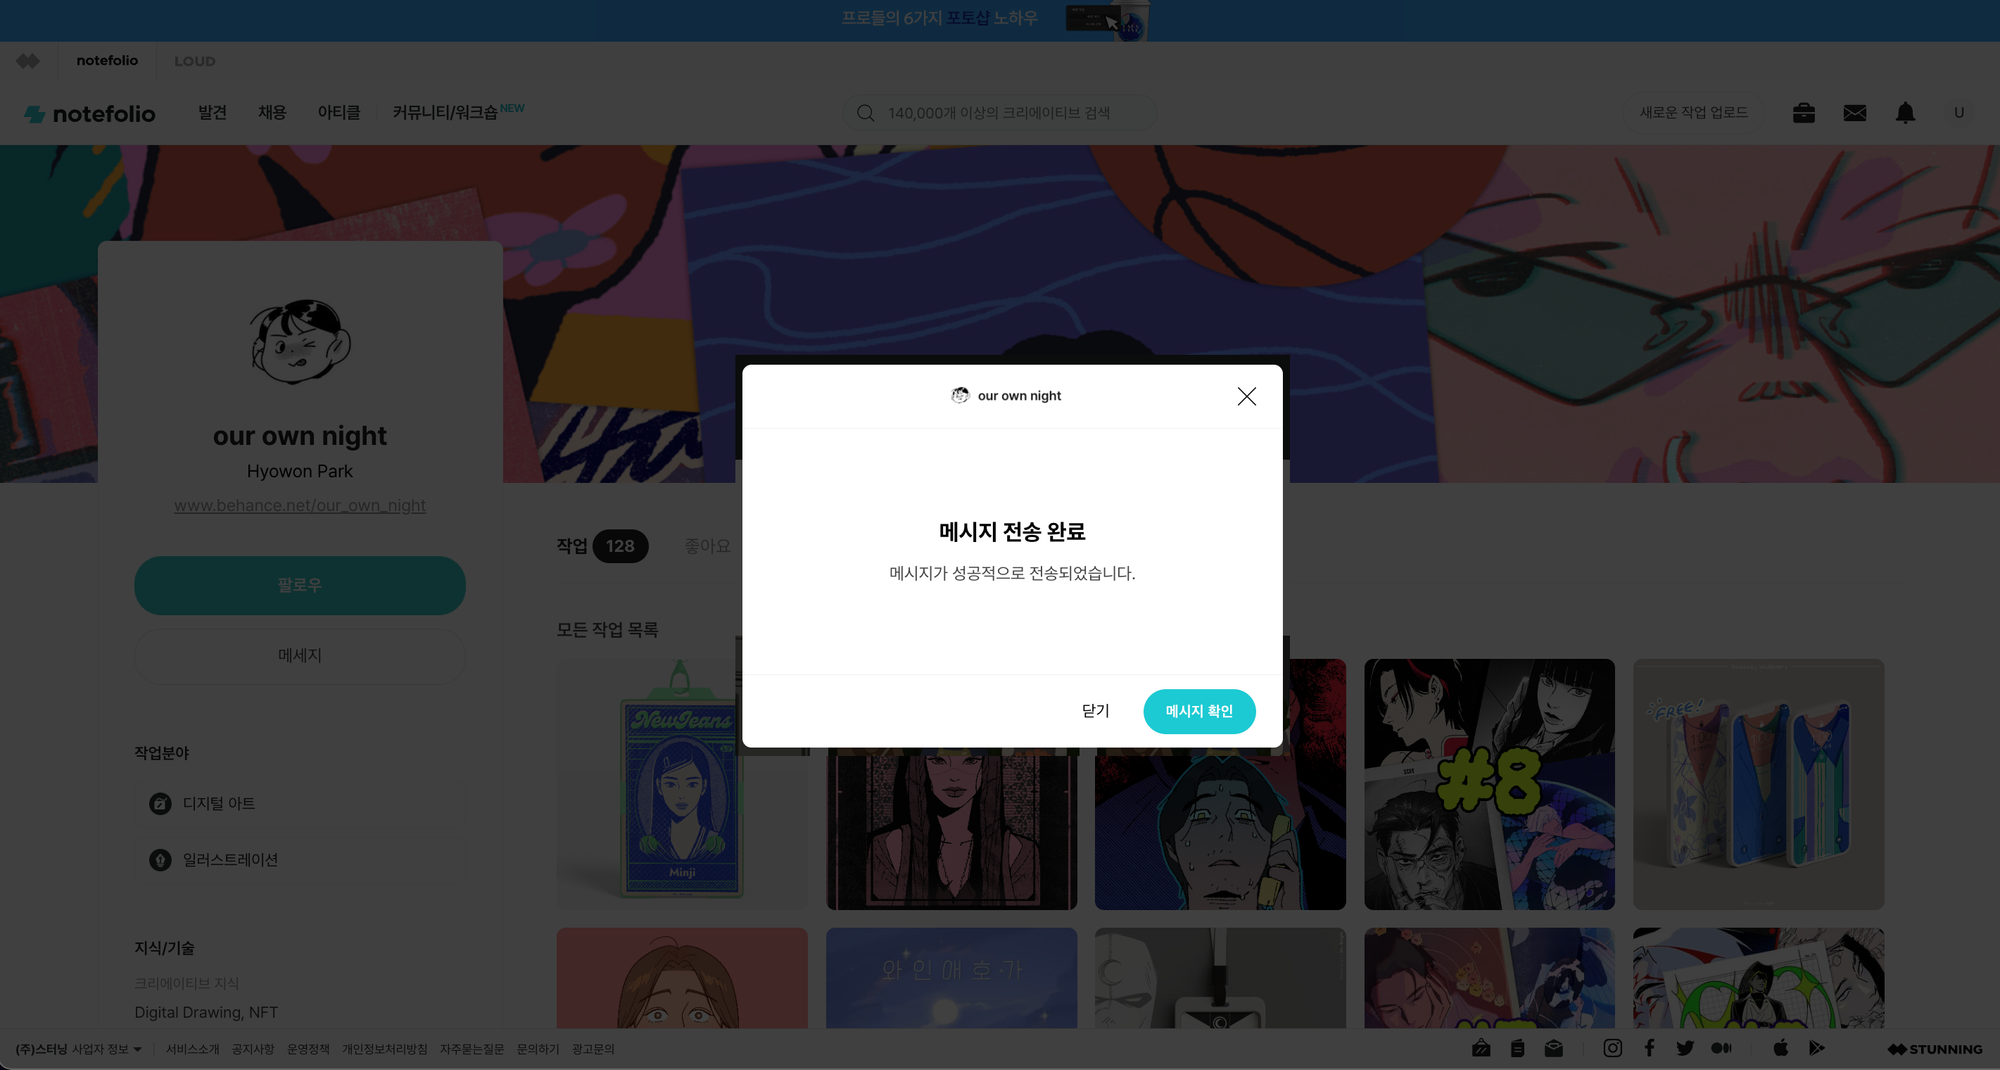 프로들의 6가지 포토샵 노하우
notefolio
LOUD
notefolio
발견
채용
아티클
커뮤니티/워크숍 NEW
140,000개 이상의 크리에이티브 검색
새로운 작업 업로드
U
our own night
Hyowon Park
www.behance.net/our_own_night
팔로우
메세지
작업분야
디지털 아트
일러스트레이션
지식/기술
크리에이티브 지식
Digital Drawing, NFT
작업 128
좋아요
모든 작업 목록
our own night
메시지 전송 완료
메시지가 성공적으로 전송되었습니다.
닫기
메시지 확인
NewJeans
Minji
#8
FREE!
와인애호가
(주)스터닝 사업자 정보
서비스소개
공지사항
운영정책
개인정보처리방침
자주묻는질문
문의하기
광고문의
STUNNING